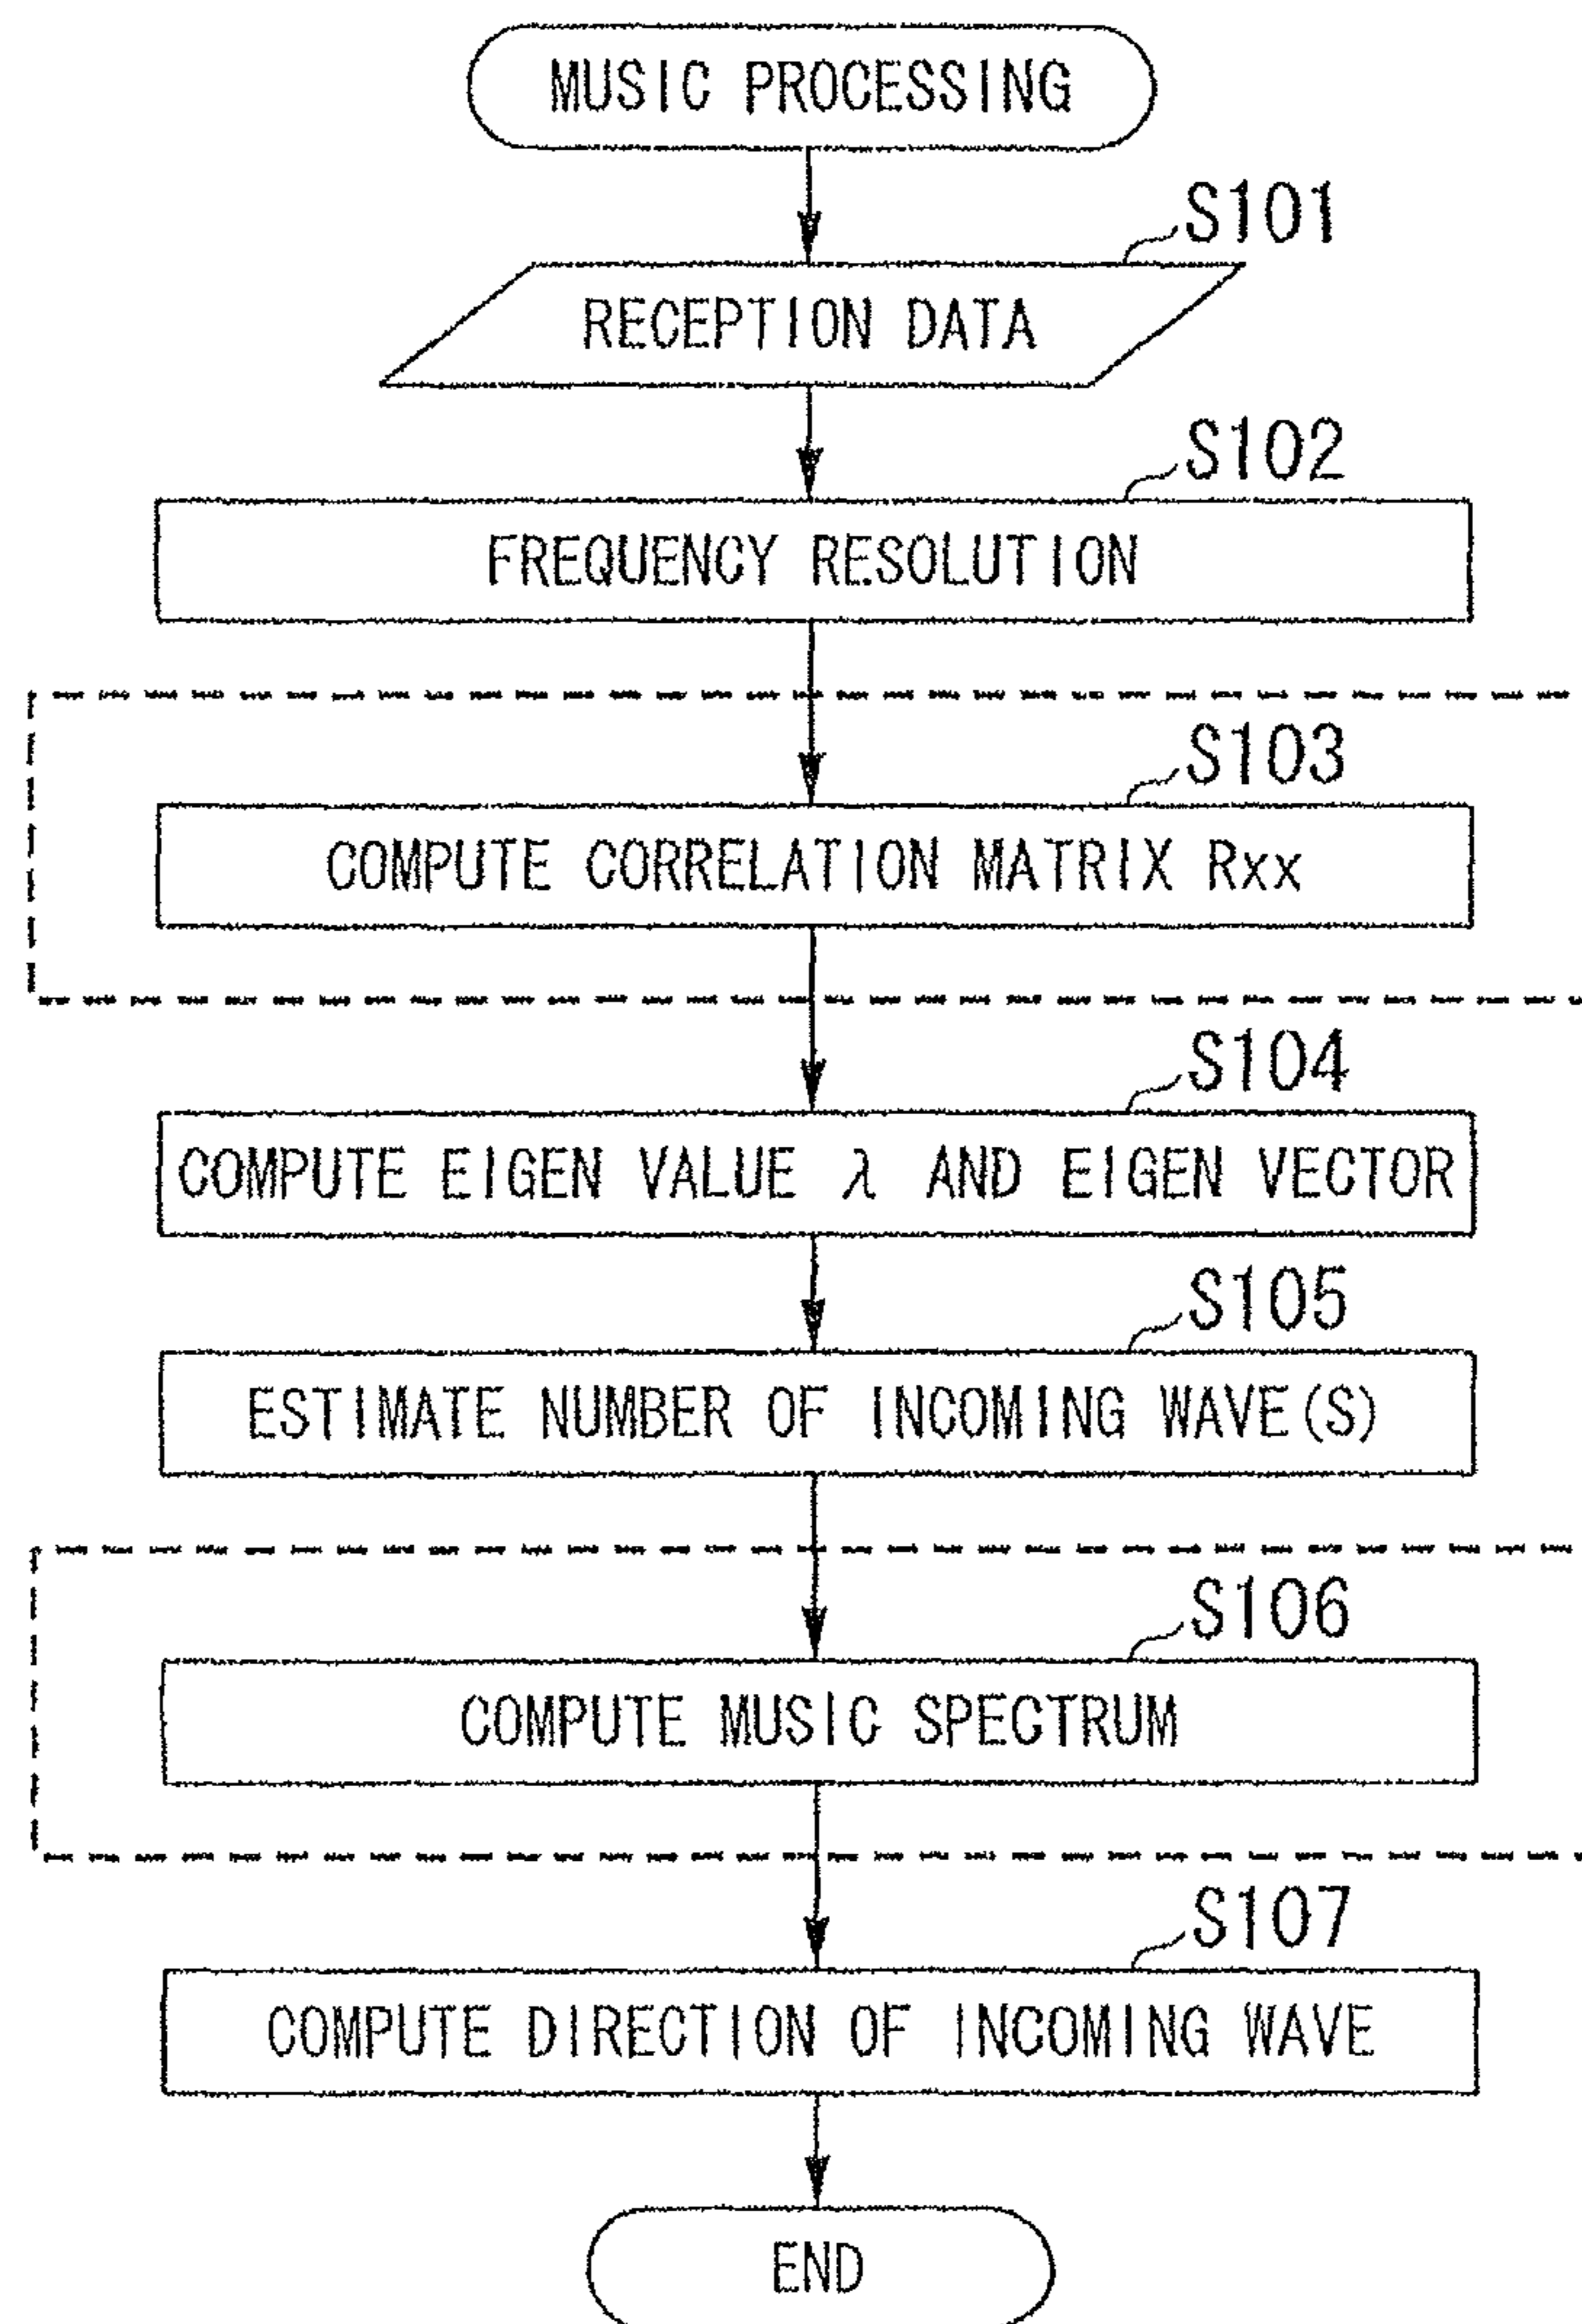 MUSIC PROCESSING
S101
RECEPTION DATA
S102
FREQUENCY RESOLUTION
S103
COMPUTE CORRELATION MATRIX Rxx
S104
COMPUTE EIGEN VALUE λ AND EIGEN VECTOR
S105
ESTIMATE NUMBER OF INCOMING WAVE(S)
S106
COMPUTE MUSIC SPECTRUM
S107
COMPUTE DIRECTION OF INCOMING WAVE
END